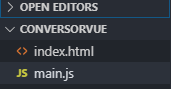 OPEN EDITORS
CONVERSORVUE
<> index.html
JS main.js